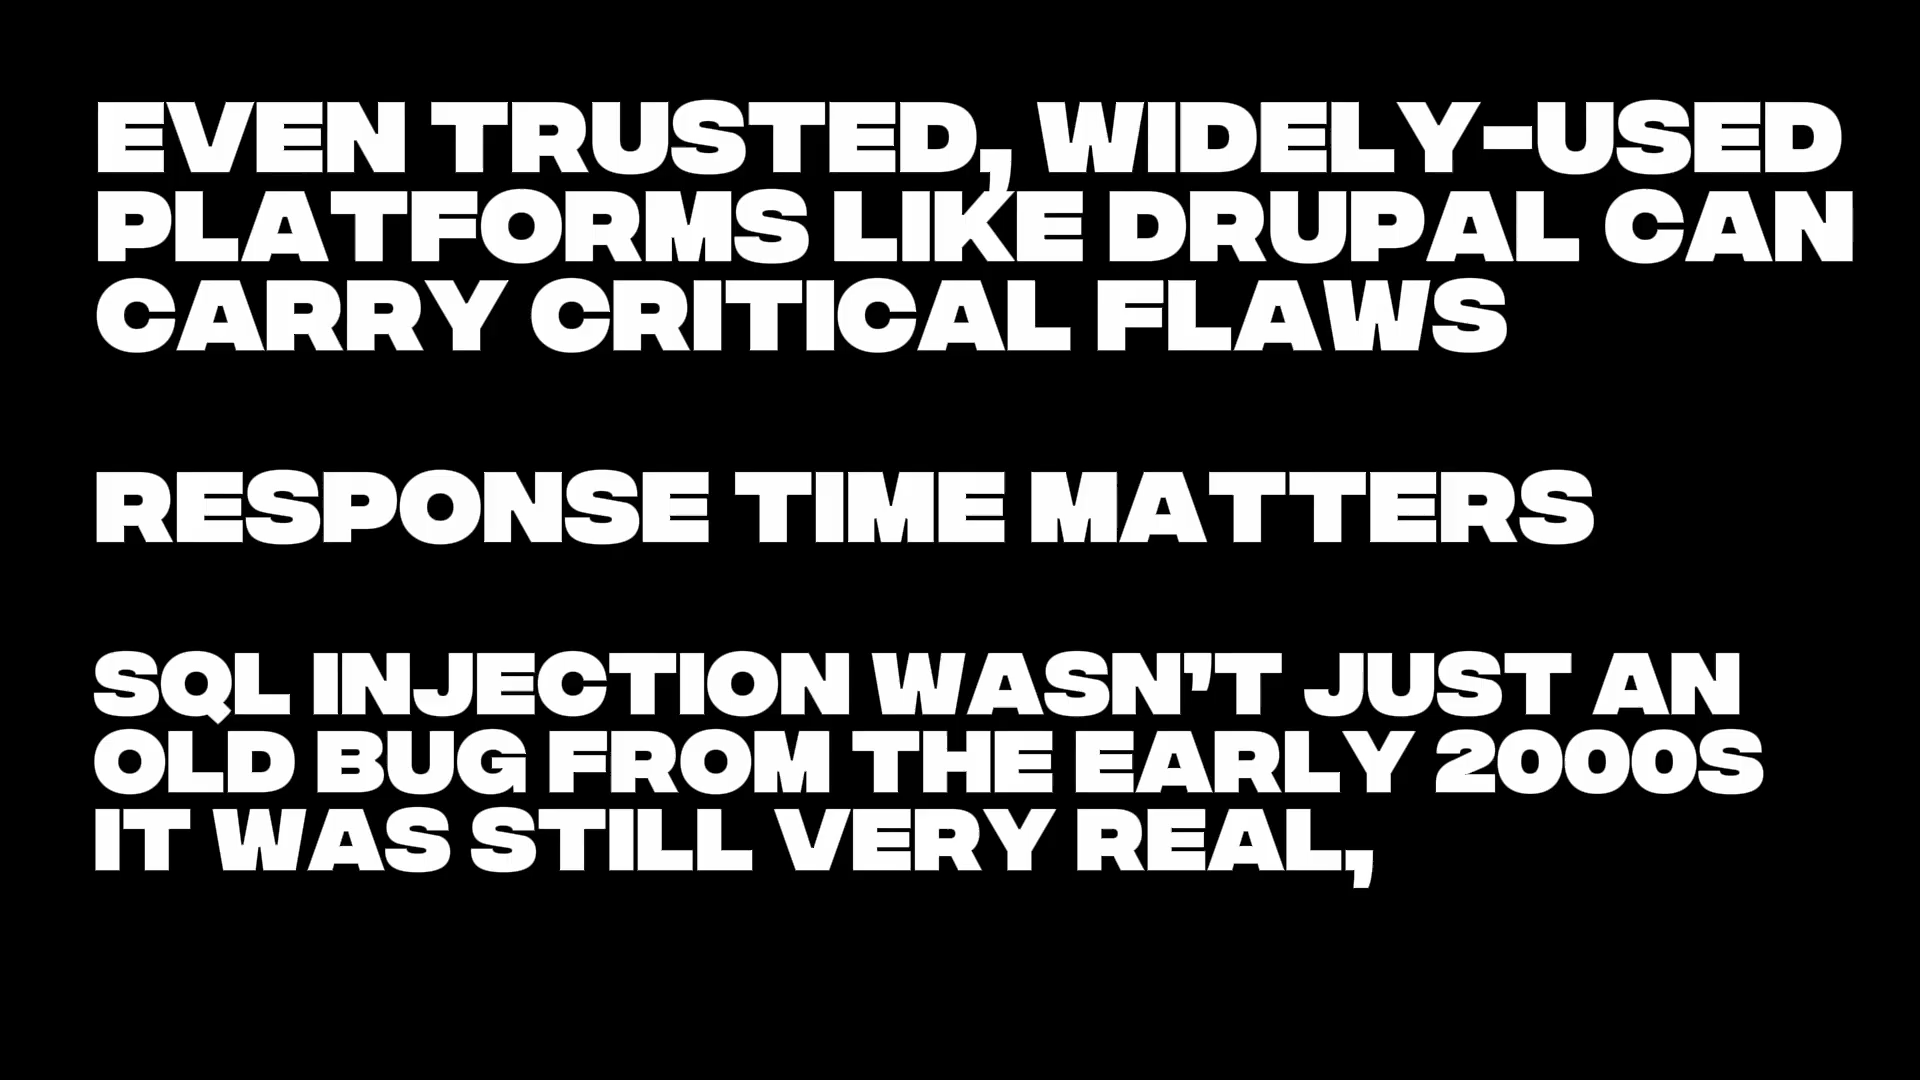 EVEN TRUSTED, WIDELY-USED
PLATFORMS LIKE DRUPAL CAN
CARRY CRITICAL FLAWS
RESPONSE TIME MATTERS
SQL INJECTION WASN’T JUST AN
OLD BUG FROM THE EARLY 2000S
IT WAS STILL VERY REAL,